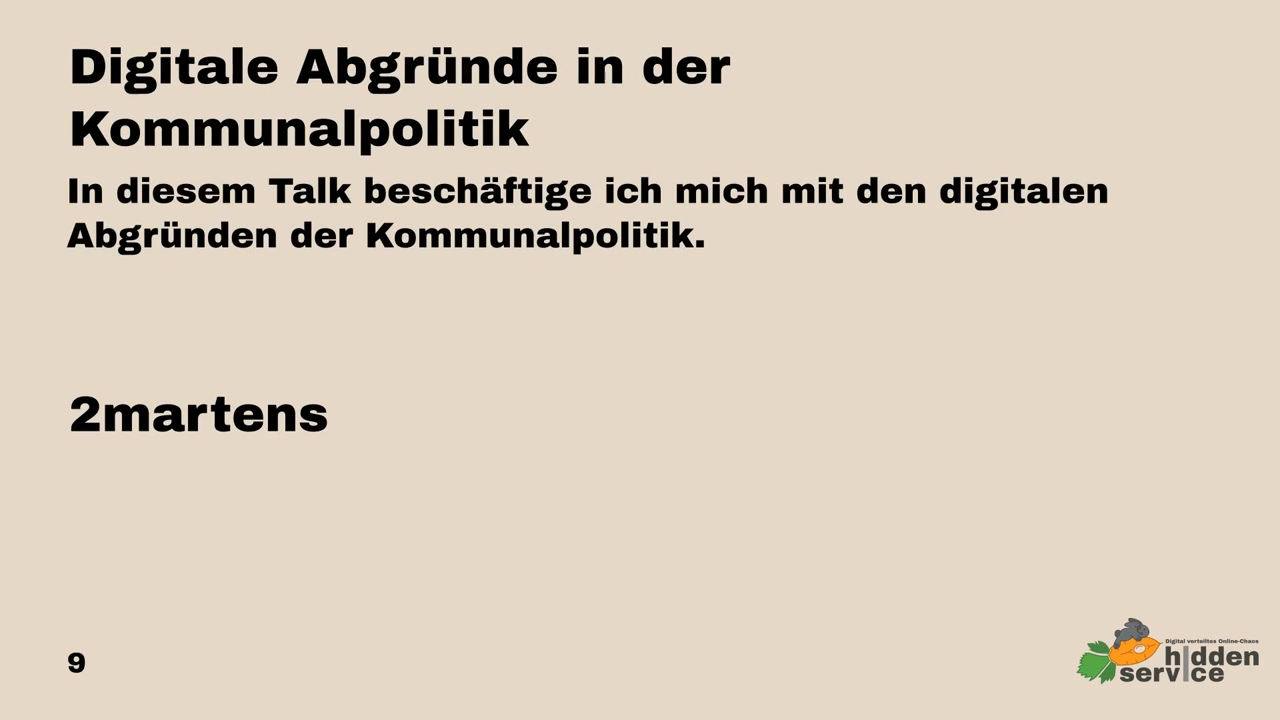 Digitale Abgründe in der
Kommunalpolitik
In diesem Talk beschäftige ich mich mit den digitalen
Abgründen der Kommunalpolitik.
2martens
9
Digital verteiltes Online-Chaos
hidden
service